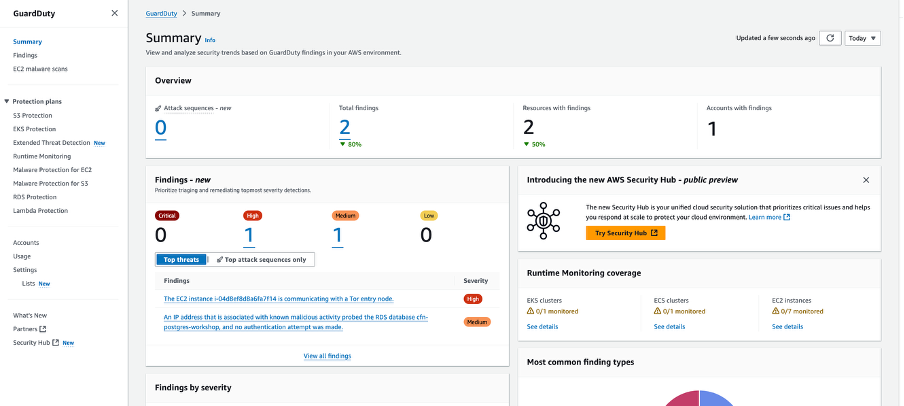 GuardDuty
Summary
Findings
EC2 malware scans
Protection plans
S3 Protection
EKS Protection
Extended Threat Detection New
Runtime Monitoring
Malware Protection for EC2
Malware Protection for S3
RDS Protection
Lambda Protection
Accounts
Usage
Settings
Lists New
What's New
Partners
Security Hub New
GuardDuty > Summary
Summary Info
View and analyze security trends based on GuardDuty findings in your AWS environment.
Updated a few seconds ago
Today
Overview
Attack sequences - new
0
Total findings
2
80%
Resources with findings
2
50%
Accounts with findings
1
Findings - new
Prioritize triaging and remediating topmost severity detections.
Critical
0
High
1
Medium
1
Low
0
Top threats
Top attack sequences only
Findings Severity
The EC2 instance i-04d8ef8d8a6fa7f14 is communicating with a Tor entry node. High
An IP address that is associated with known malicious activity probed the RDS database cfn-
postgres-workshop, and no authentication attempt was made. Medium
View all findings
Findings by severity
Introducing the new AWS Security Hub - public preview
The new Security Hub is your unified cloud security solution that prioritizes critical issues and helps
you respond at scale to protect your cloud environment. Learn more
Try Security Hub
Runtime Monitoring coverage
EKS clusters
0/1 monitored
See details
ECS clusters
0/1 monitored
See details
EC2 instances
0/7 monitored
See details
Most common finding types